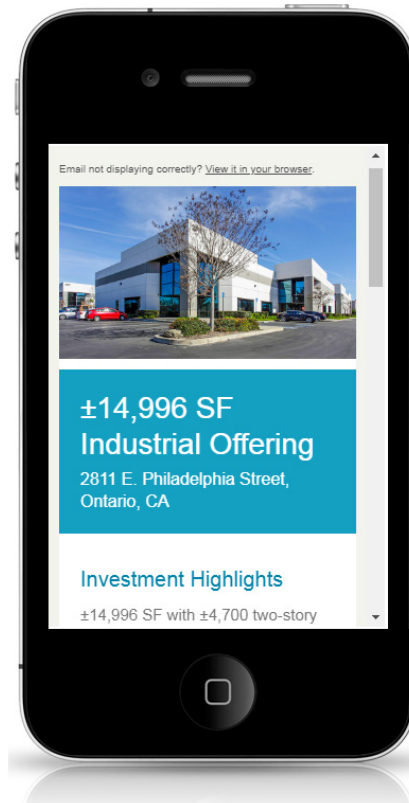 Email not displaying correctly? View it in your browser.
±14,996 SF
Industrial Offering
2811 E. Philadelphia Street,
Ontario, CA
Investment Highlights
±14,996 SF with ±4,700 two-story